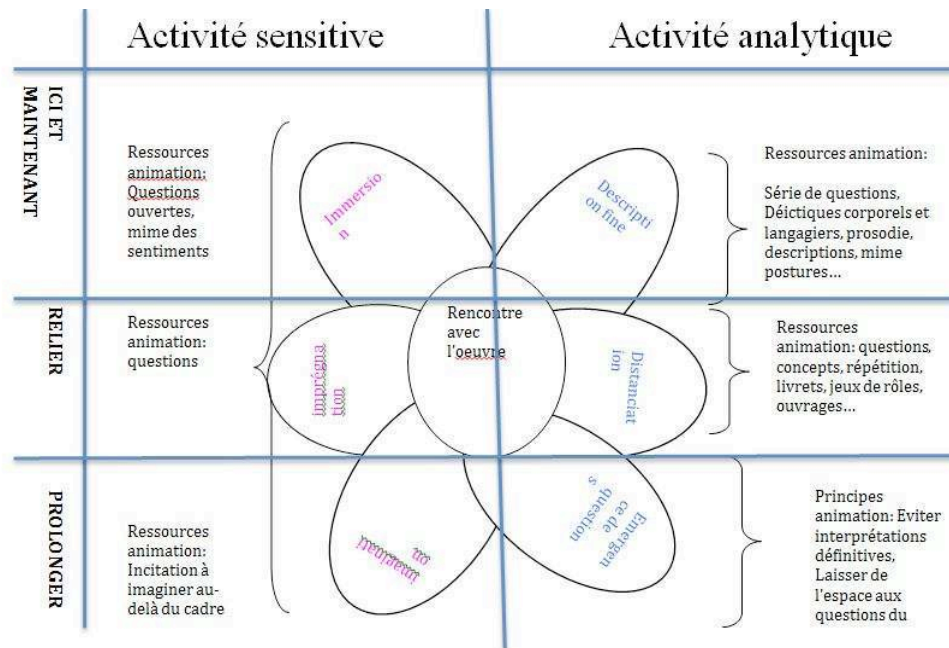 Activité sensitive
Activité analytique
ICI ET
MAINTENANT
Ressources
animation:
Questions
ouvertes,
mime des
sentiments
Immersio
n
Descripti
on fine
Ressources animation:
Série de questions,
Déictiques corporels et
langagiers, prosodie,
descriptions, mime
postures...
RELIER
Ressources
animation:
questions
imprégna
tion
Rencontre
avec
l'oeuvre
Distanciat
ion
Ressources
animation: questions,
concepts, répétition,
livrets, jeux de rôles,
ouvrages...
PROLONGER
Ressources
animation:
Incitation à
imaginer au-
delà du cadre
imaginati
on
Emergen
ce de
question
s
Principes
animation: Eviter
interprétations
définitives,
Laisser de
l'espace aux
questions du